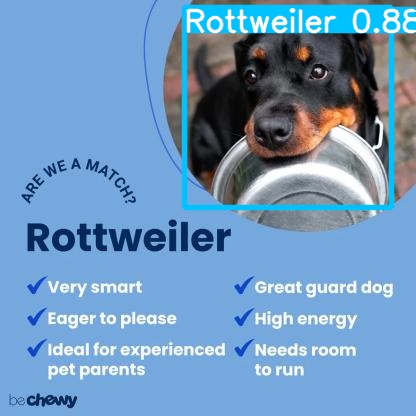 Rottweiler 0.88
ARE WE A MATCH?
Rottweiler
Very smart
Great guard dog
Eager to please
High energy
Ideal for experienced
pet parents
Needs room
to run
be chewy